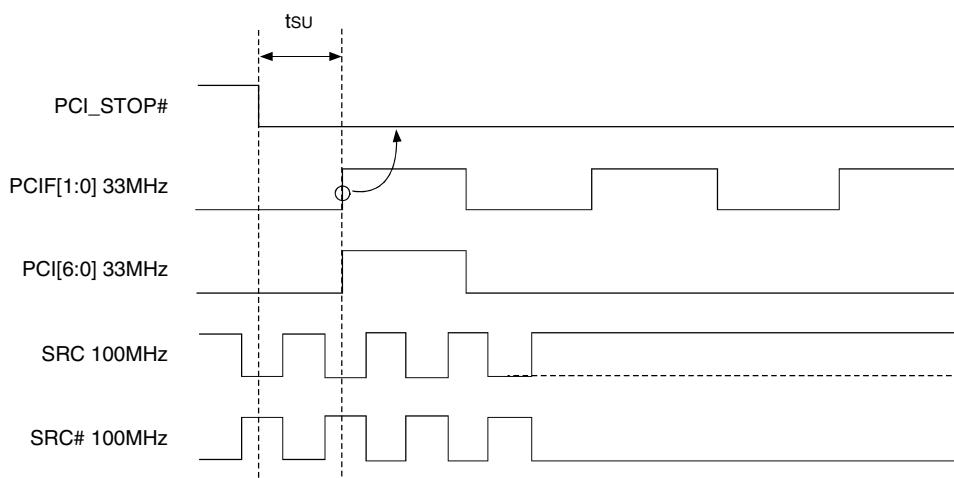 tSU
PCI_STOP#
PCIF[1:0] 33MHz
PCI[6:0] 33MHz
SRC 100MHz
SRC# 100MHz